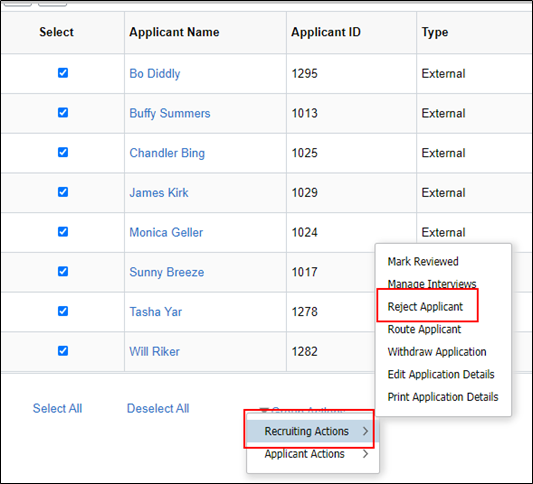 Select Applicant Name Applicant ID Type
Bo Diddly 1295 External
Buffy Summers 1013 External
Chandler Bing 1025 External
James Kirk 1029 External
Monica Geller 1024 External
Sunny Breeze 1017
Tasha Yar 1278
Will Riker 1282
Mark Reviewed
Manage Interviews
Reject Applicant
Route Applicant
Withdraw Application
Edit Application Details
Print Application Details
Select All Deselect All Group Actions
Recruiting Actions
Applicant Actions